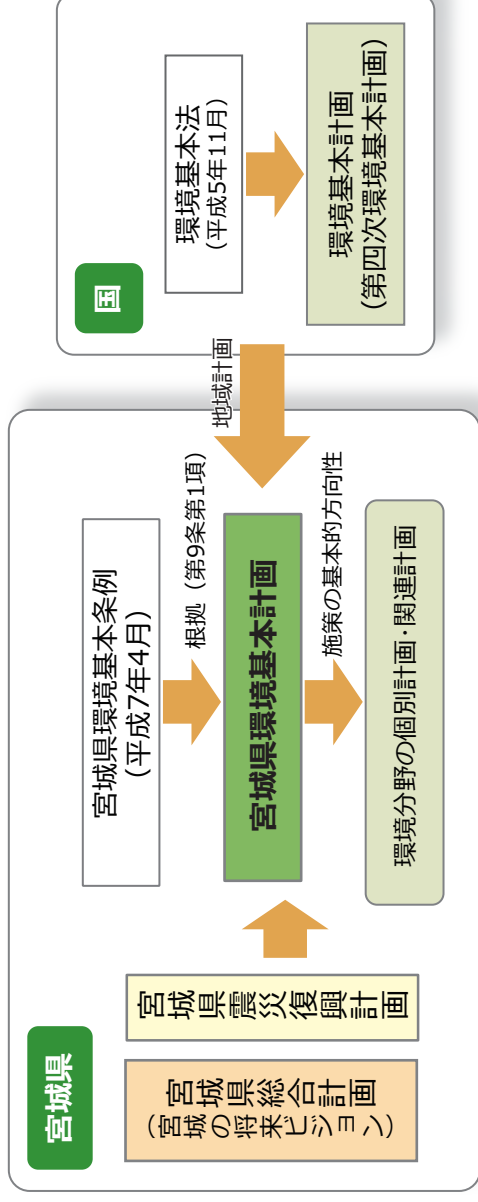 宮城県
宮城県総合計画
（宮城の将来ビジョン）
宮城県震災復興計画
宮城県環境基本条例
(平成7年4月)
根拠（第9条第1項）
宮城県環境基本計画
施策の基本的方向性
環境分野の個別計画・関連計画
地域計画
国
環境基本法
(平成5年11月)
環境基本計画
(第四次環境基本計画)